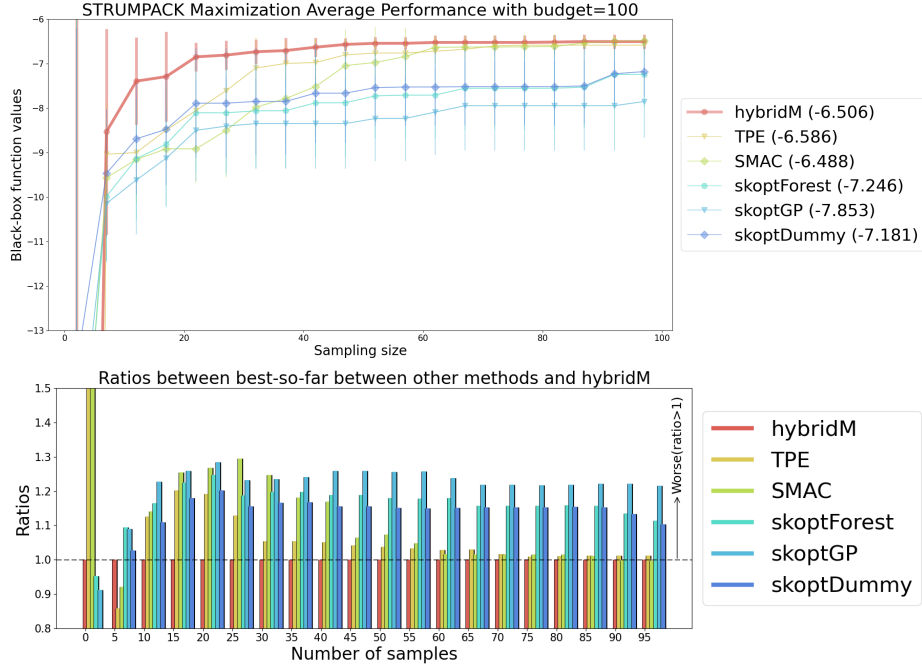 STRUMPACK Maximization Average Performance with budget=100
Black-box function values
−6
−7
−8
−9
−10
−11
−12
−13
0
20
40
60
80
100
Sampling size
hybridM (-6.506)
TPE (-6.586)
SMAC (-6.488)
skoptForest (-7.246)
skoptGP (-7.853)
skoptDummy (-7.181)
Ratios between best-so-far between other methods and hybridM
Ratios
1.5
1.4
1.3
1.2
1.1
1.0
0.9
0.8
0 5 10 15 20 25 30 35 40 45 50 55 60 65 70 75 80 85 90 95
Number of samples
Worse(ratio>1)
hybridM
TPE
SMAC
skoptForest
skoptGP
skoptDummy